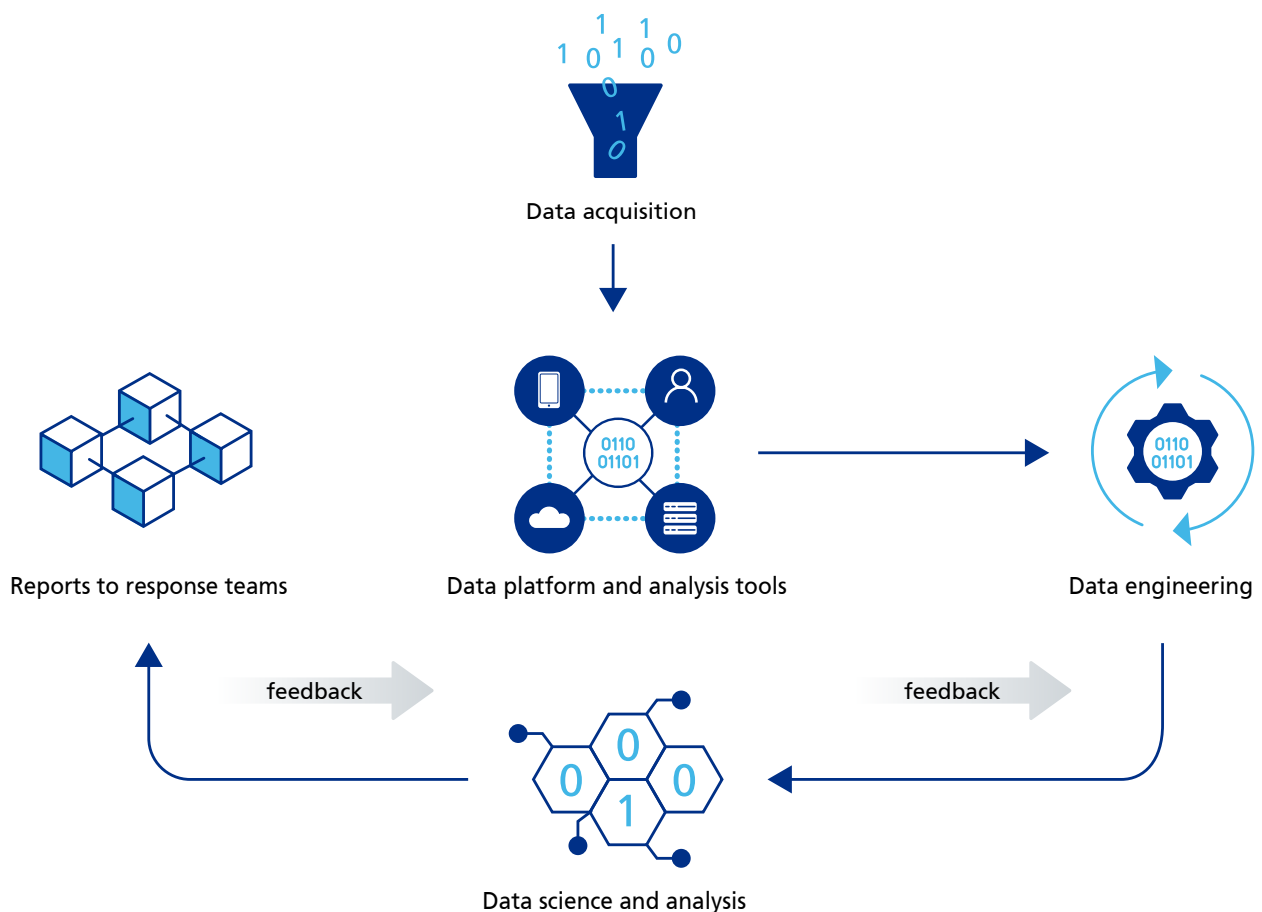 1 1 1
1 0 0 0
0
1
0
Data acquisition
0110
01101
0110
01101
Reports to response teams
Data platform and analysis tools
Data engineering
feedback
feedback
0
0 0
1
Data science and analysis